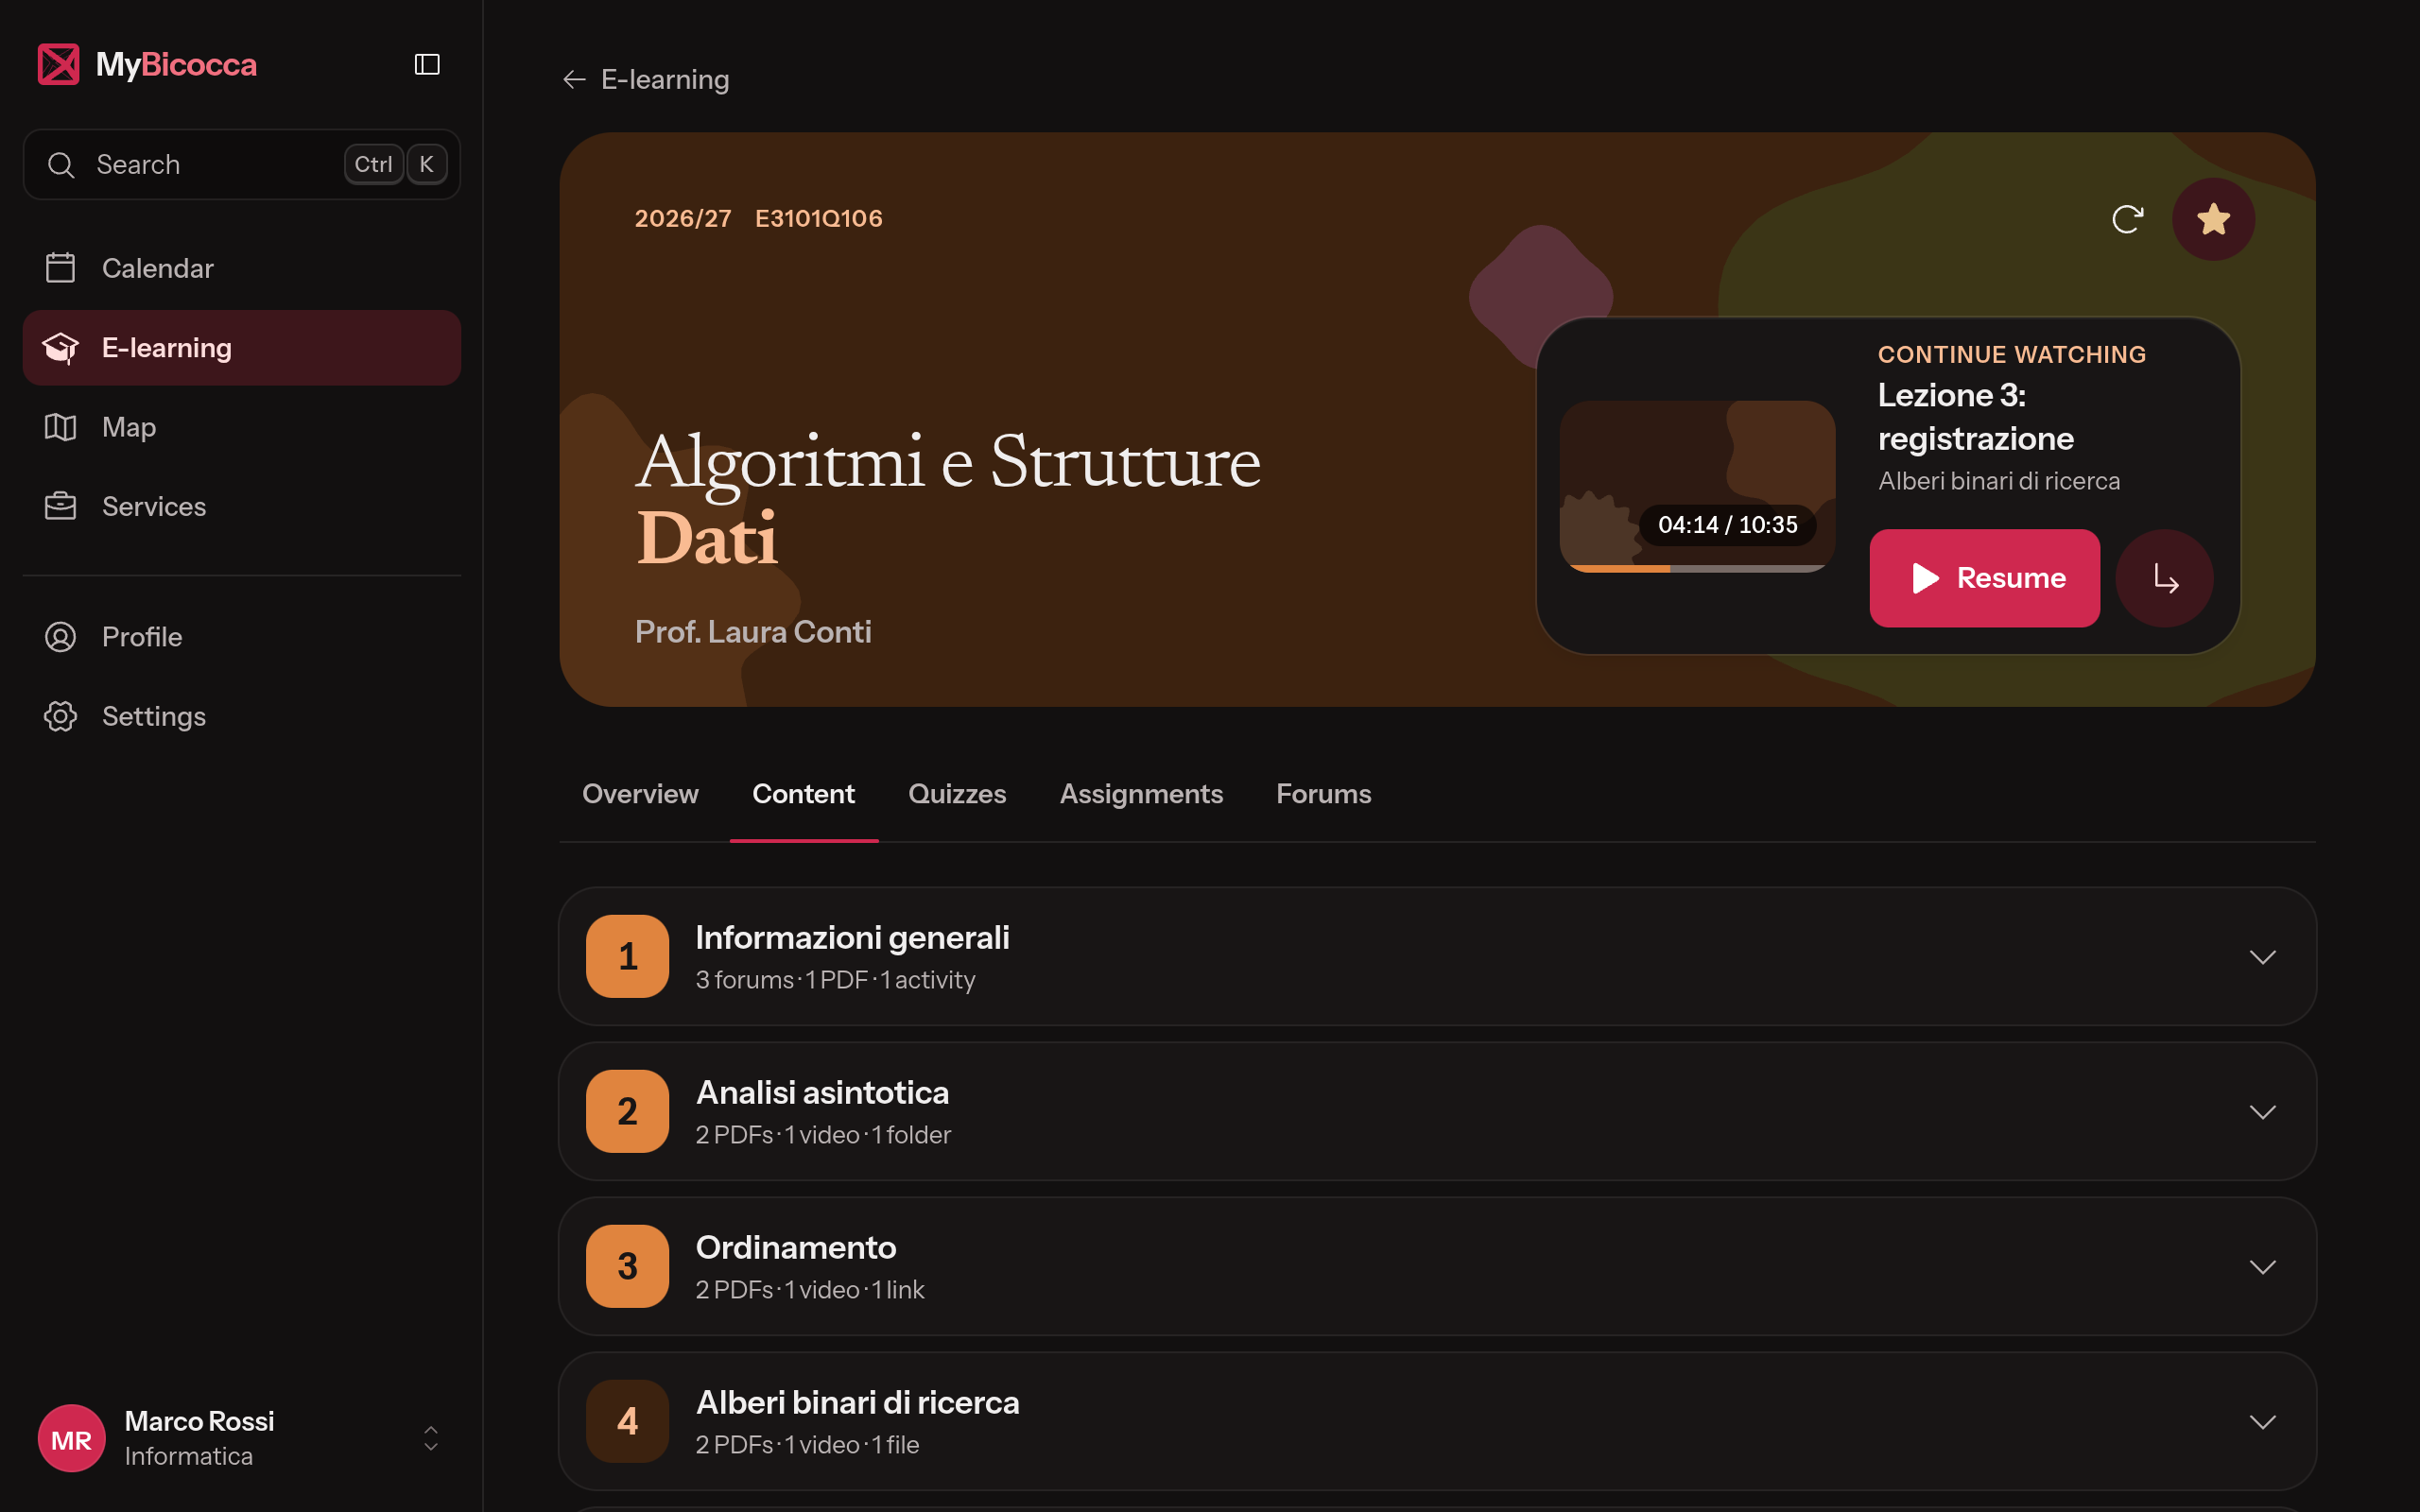 MyBicocca
Search
Ctrl K
Calendar
E-learning
Map
Services
Profile
Settings
MR
Marco Rossi
Informatica
E-learning
2026/27 E3101Q106
Algoritmi e Strutture
Dati
Prof. Laura Conti
CONTINUE WATCHING
Lezione 3:
registrazione
Alberi binari di ricerca
04:14 / 10:35
Resume
Overview
Content
Quizzes
Assignments
Forums
1
Informazioni generali
3 forums · 1 PDF · 1 activity
2
Analisi asintotica
2 PDFs · 1 video · 1 folder
3
Ordinamento
2 PDFs · 1 video · 1 link
4
Alberi binari di ricerca
2 PDFs · 1 video · 1 file